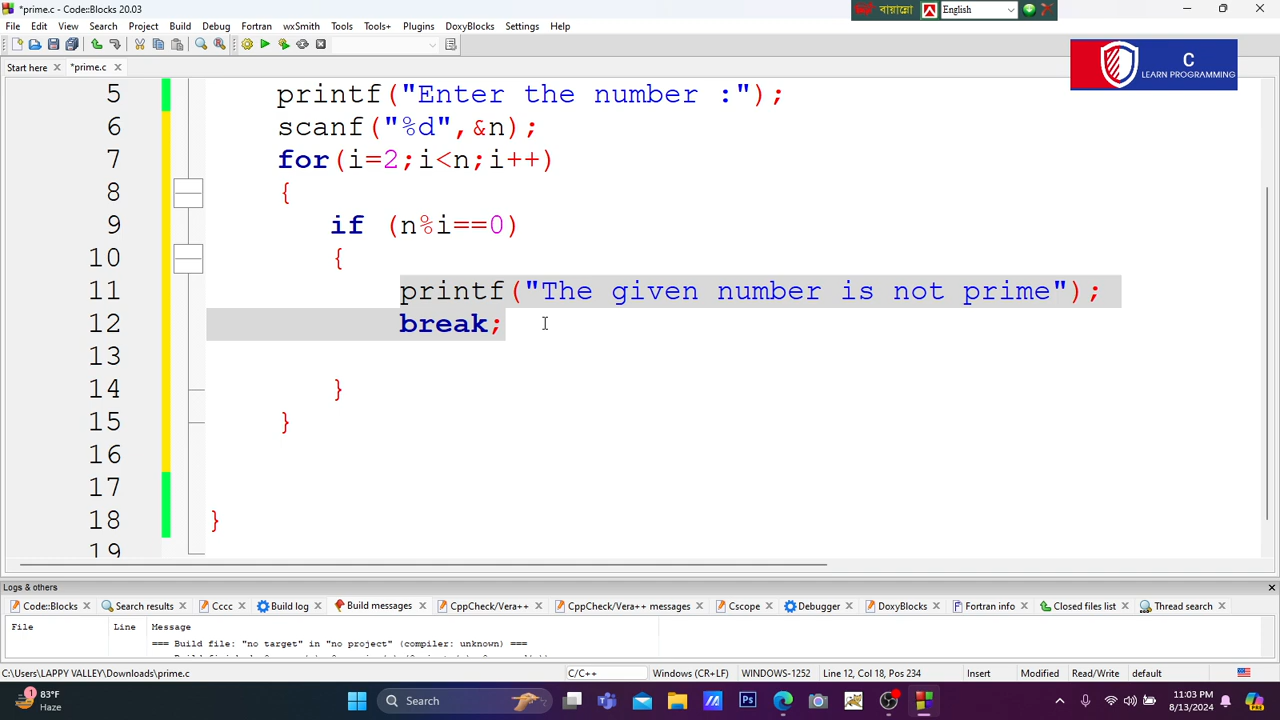 *prime.c - Code::Blocks 20.03
বায়ান্নো English
File Edit View Search Project Build Debug Fortran wxSmith Tools Tools+ Plugins DoxyBlocks Settings Help
Start here *prime.c
C
LEARN PROGRAMMING
5 printf("Enter the number :");
6 scanf("%d",&n);
7 for(i=2;i<n;i++)
8 {
9 if (n%i==0)
10 {
11 printf("The given number is not prime");
12 break;
13
14 }
15 }
16
17
18 }
19
Logs & others
Code::Blocks Search results Cccc Build log Build messages CppCheck/Vera++ CppCheck/Vera++ messages Cscope Debugger DoxyBlocks Fortran info Closed files list Thread search
File Line Message
=== Build file: "no target" in "no project" (compiler: unknown) ===
C:\Users\LAPPY VALLEY\Downloads\prime.c C/C++ Windows (CR+LF) WINDOWS-1252 Line 12, Col 18, Pos 234 Insert Modified Read/Write default
83°F
Haze
Search
Ps
11:03 PM
8/13/2024